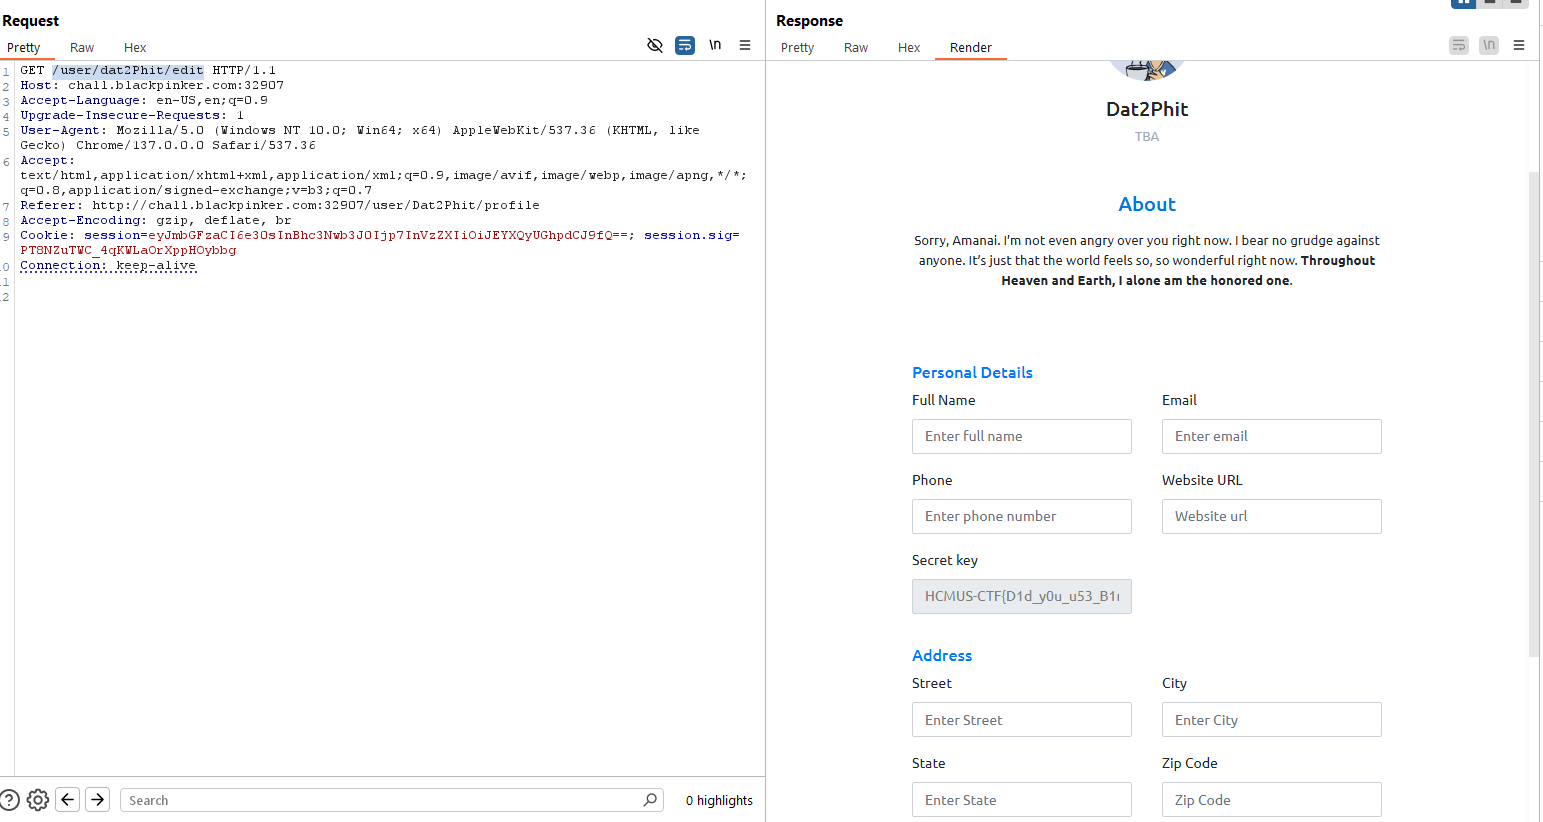 Request
Pretty Raw Hex
\n
1 GET /user/dat2Phit/edit HTTP/1.1
2 Host: chall.blackpinker.com:32907
3 Accept-Language: en-US,en;q=0.9
4 Upgrade-Insecure-Requests: 1
5 User-Agent: Mozilla/5.0 (Windows NT 10.0; Win64; x64) AppleWebKit/537.36 (KHTML, like
Gecko) Chrome/137.0.0.0 Safari/537.36
6 Accept:
text/html,application/xhtml+xml,application/xml;q=0.9,image/avif,image/webp,image/apng,*/*;
q=0.8,application/signed-exchange;v=b3;q=0.7
7 Referer: http://chall.blackpinker.com:32907/user/Dat2Phit/profile
8 Accept-Encoding: gzip, deflate, br
9 Cookie: session=eyJmbGFzaCI6e30sInBhc3Nwb3J0Ijp7InVzZXIiOiJEYXQyUGhpdCJ9fQ==; session.sig=
PT8NZuTWC_4qKWLaOrXppHOybbg
10 Connection: keep-alive
11
12
Search
0 highlights
Response
Pretty Raw Hex Render
\n
Dat2Phit
TBA
About
Sorry, Amanai. I’m not even angry over you right now. I bear no grudge against
anyone. It’s just that the world feels so, so wonderful right now. Throughout
Heaven and Earth, I alone am the honored one.
Personal Details
Full Name Email
Enter full name Enter email
Phone Website URL
Enter phone number Website url
Secret key
HCMUS-CTF{D1d_y0u_u53_B1
Address
Street City
Enter Street Enter City
State Zip Code
Enter State Zip Code